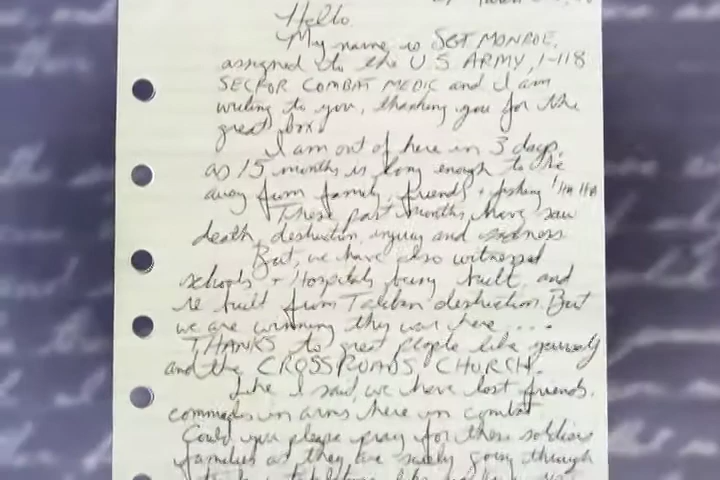 Hello
My name is SGT MONROE,
assigned to the U S ARMY, 1-118
SECFOR COMBAT MEDIC and I am
writing to you, thanking you for the
great box.
I am out of here in 3 days,
as 15 months is long enough to be
away from family, friends + fishing! HA HA
These past months, have saw
death, destruction, injury and sadness
But, we have also witnessed
schools + Hospitals being built, and
re built from Taliban destruction. But
we are winning they war here ....
THANKS to great people like yourself
and the CROSSROADS CHURCH.
Like I said, we have lost friends,
in arms here in combat
Could you please pray for these soldiers
families as they are surely going through